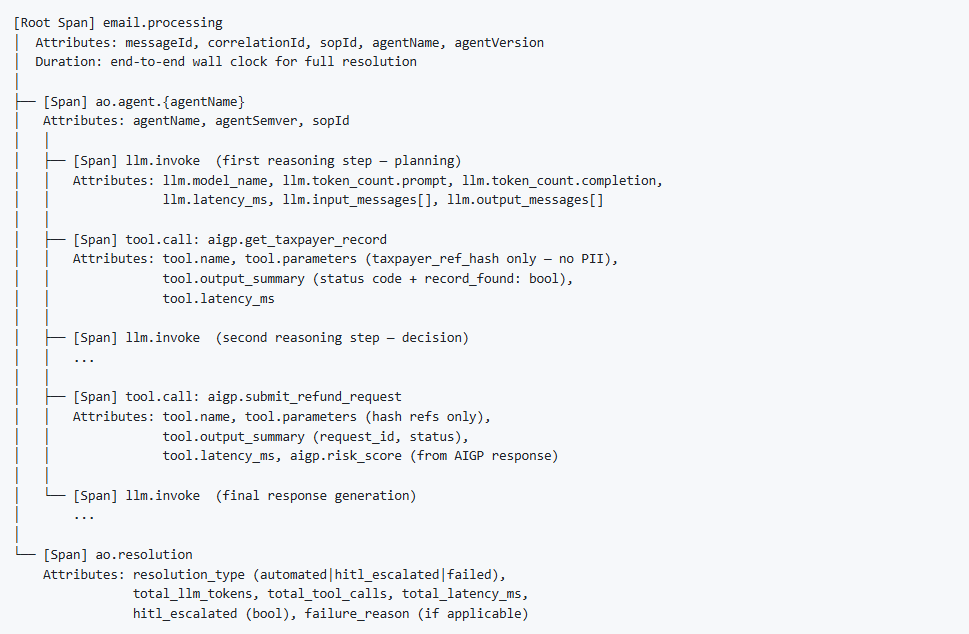 [Root Span] email.processing
│  Attributes: messageId, correlationId, sopId, agentName, agentVersion
│  Duration: end-to-end wall clock for full resolution
│
├── [Span] ao.agent.{agentName}
│   Attributes: agentName, agentSemver, sopId
│   │
│   ├── [Span] llm.invoke  (first reasoning step — planning)
│   │   Attributes: llm.model_name, llm.token_count.prompt, llm.token_count.completion,
│   │               llm.latency_ms, llm.input_messages[], llm.output_messages[]
│   │
│   ├── [Span] tool.call: aigp.get_taxpayer_record
│   │   Attributes: tool.name, tool.parameters (taxpayer_ref_hash only — no PII),
│   │               tool.output_summary (status code + record_found: bool),
│   │               tool.latency_ms
│   │
│   ├── [Span] llm.invoke  (second reasoning step — decision)
│   │   ...
│   │
│   ├── [Span] tool.call: aigp.submit_refund_request
│   │   Attributes: tool.name, tool.parameters (hash refs only),
│   │               tool.output_summary (request_id, status),
│   │               tool.latency_ms, aigp.risk_score (from AIGP response)
│   │
│   └── [Span] llm.invoke  (final response generation)
│       ...
│
└── [Span] ao.resolution
    Attributes: resolution_type (automated|hitl_escalated|failed),
                total_llm_tokens, total_tool_calls, total_latency_ms,
                hitl_escalated (bool), failure_reason (if applicable)